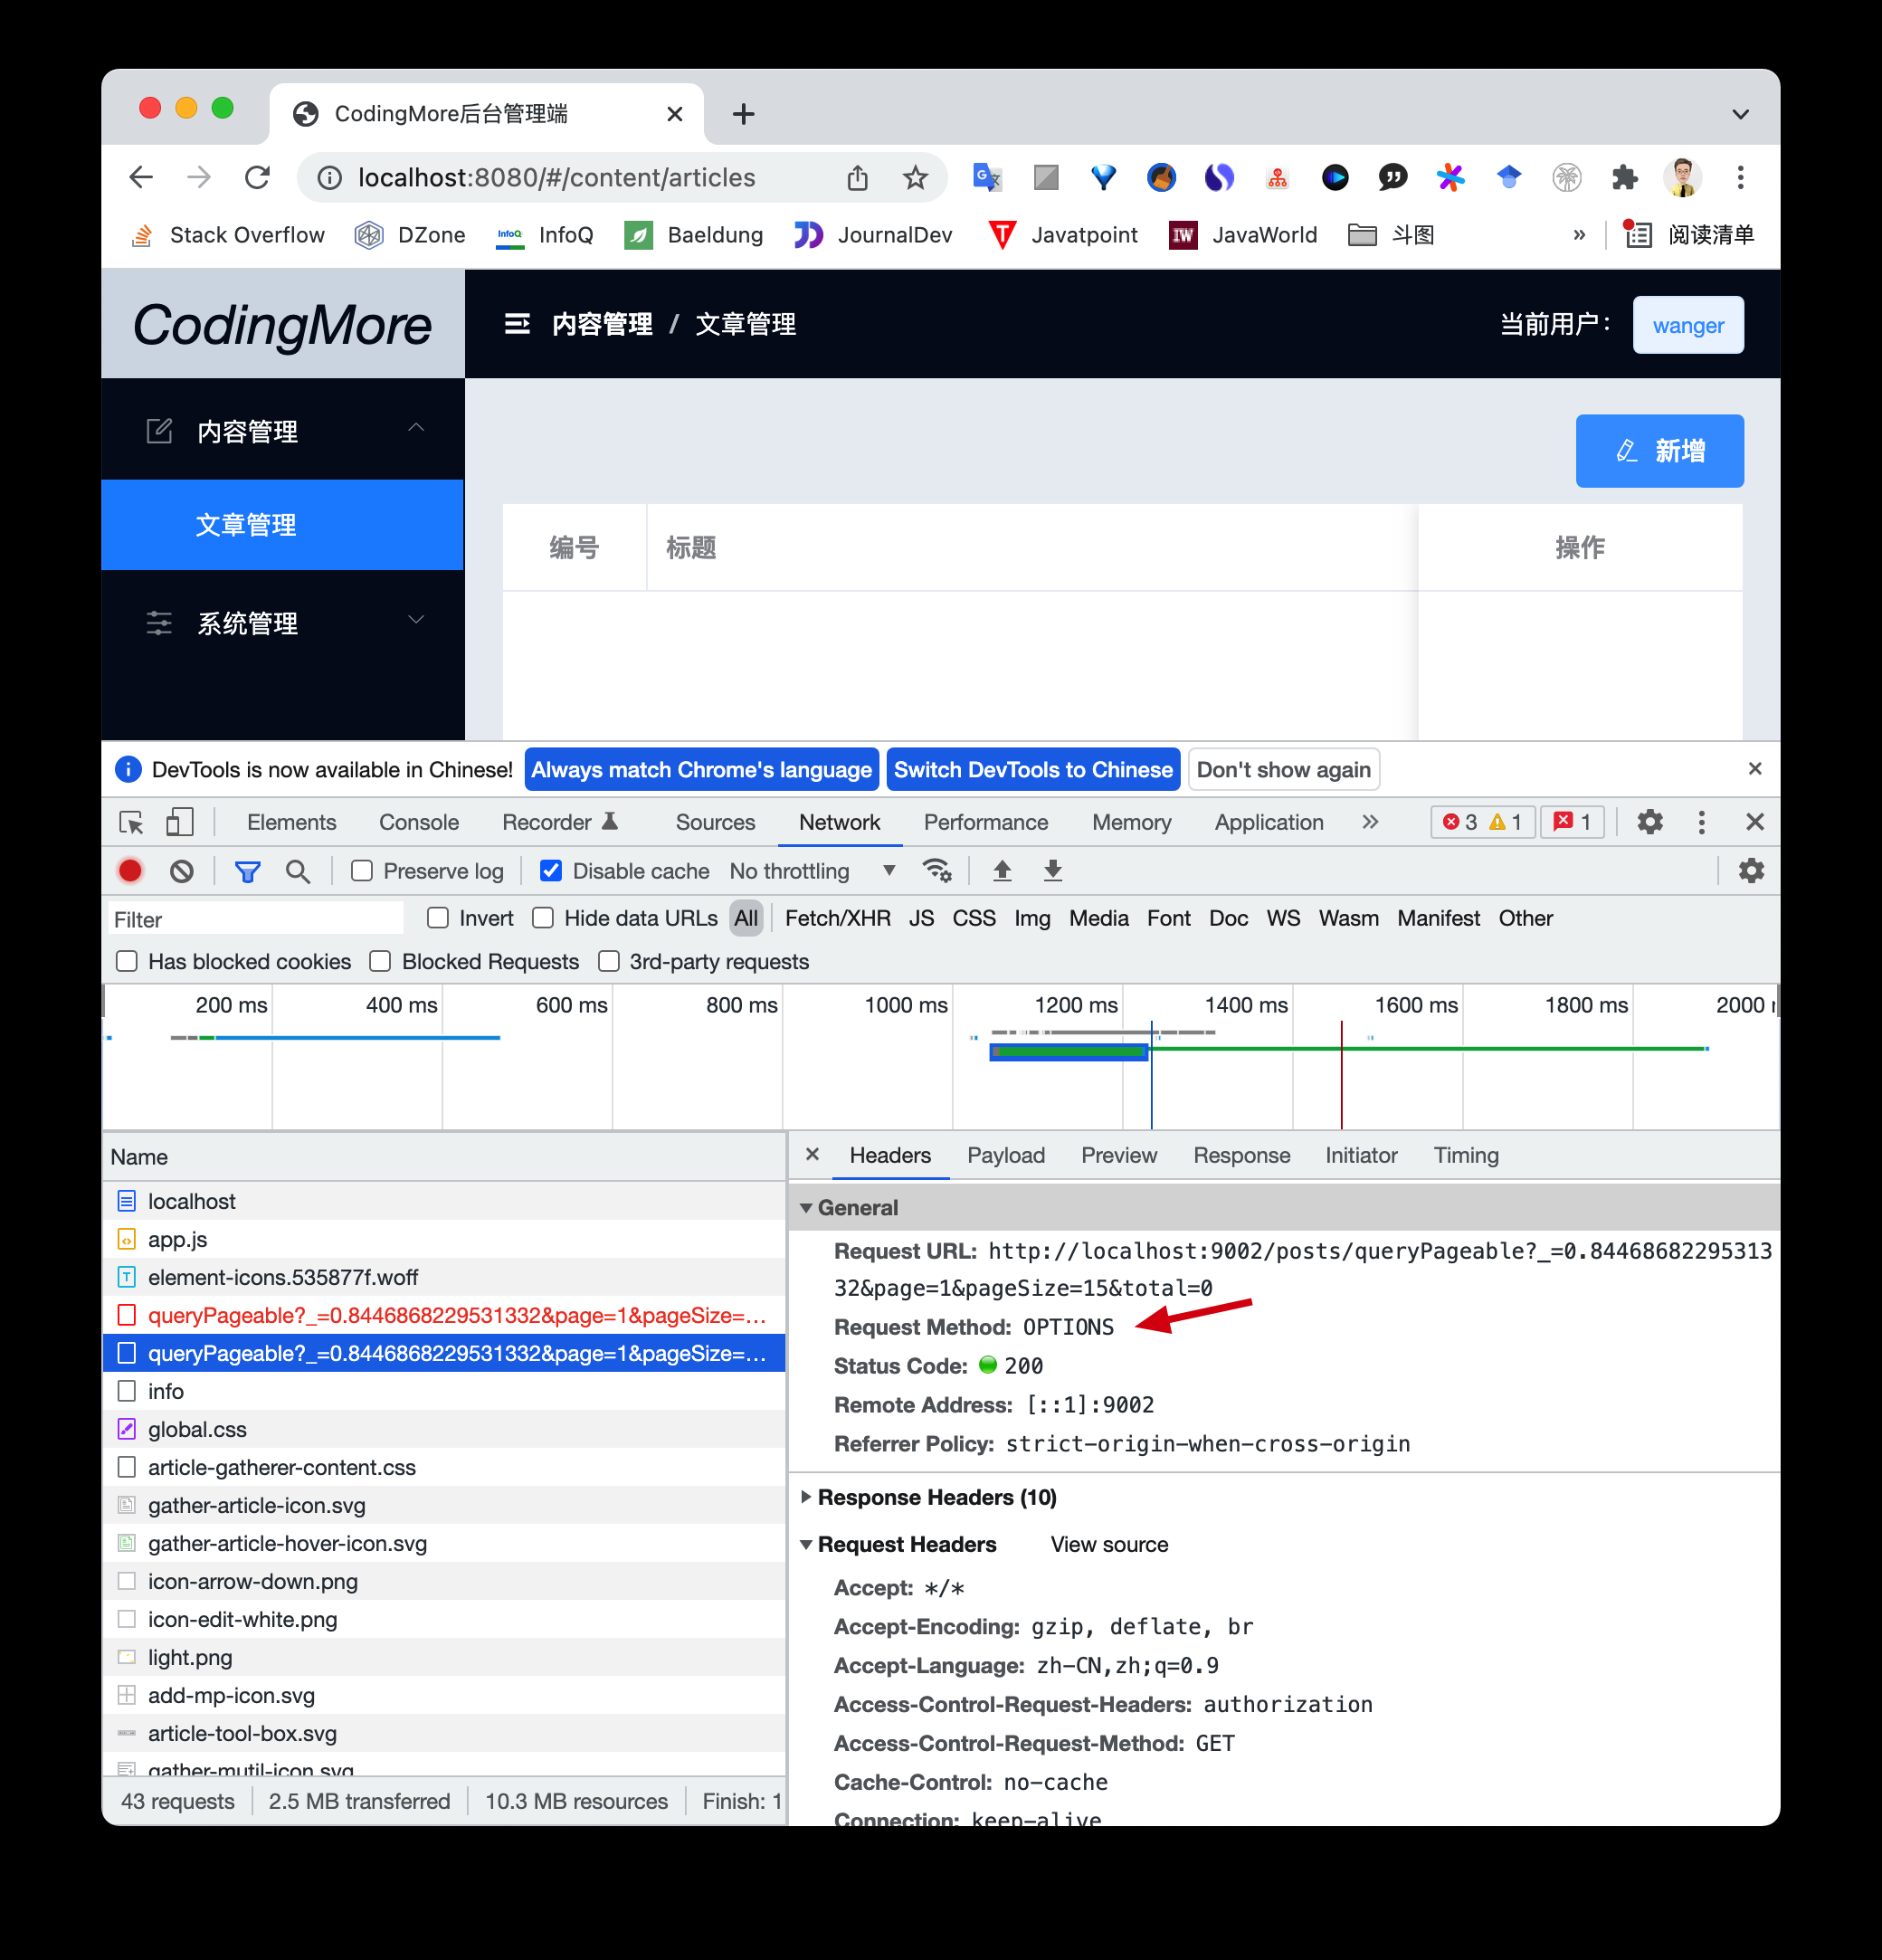 CodingMore后台管理端
localhost:8080/#/content/articles
Stack Overflow DZone InfoQ InfoQ Baeldung JournalDev Javatpoint IW JavaWorld 斗图 » 阅读清单
CodingMore
内容管理 / 文章管理 当前用户： wanger
内容管理
新增
文章管理
编号 标题 操作
系统管理
DevTools is now available in Chinese! Always match Chrome's language Switch DevTools to Chinese Don't show again
Elements Console Recorder Sources Network Performance Memory Application 3 1 1
Preserve log Disable cache No throttling
Filter Invert Hide data URLs All Fetch/XHR JS CSS Img Media Font Doc WS Wasm Manifest Other
Has blocked cookies Blocked Requests 3rd-party requests
200 ms 400 ms 600 ms 800 ms 1000 ms 1200 ms 1400 ms 1600 ms 1800 ms 2000
Name
localhost
app.js
element-icons.535877f.woff
queryPageable?_=0.8446868229531332&page=1&pageSize=…
queryPageable?_=0.8446868229531332&page=1&pageSize=…
info
global.css
article-gatherer-content.css
gather-article-icon.svg
gather-article-hover-icon.svg
icon-arrow-down.png
icon-edit-white.png
light.png
add-mp-icon.svg
article-tool-box.svg
gather-mutil-icon.svg
43 requests 2.5 MB transferred 10.3 MB resources Finish: 1
Headers Payload Preview Response Initiator Timing
General
Request URL: http://localhost:9002/posts/queryPageable?_=0.84468682295313
32&page=1&pageSize=15&total=0
Request Method: OPTIONS
Status Code: 200
Remote Address: [::1]:9002
Referrer Policy: strict-origin-when-cross-origin
Response Headers (10)
Request Headers View source
Accept: */*
Accept-Encoding: gzip, deflate, br
Accept-Language: zh-CN,zh;q=0.9
Access-Control-Request-Headers: authorization
Access-Control-Request-Method: GET
Cache-Control: no-cache
Connection: keep-alive